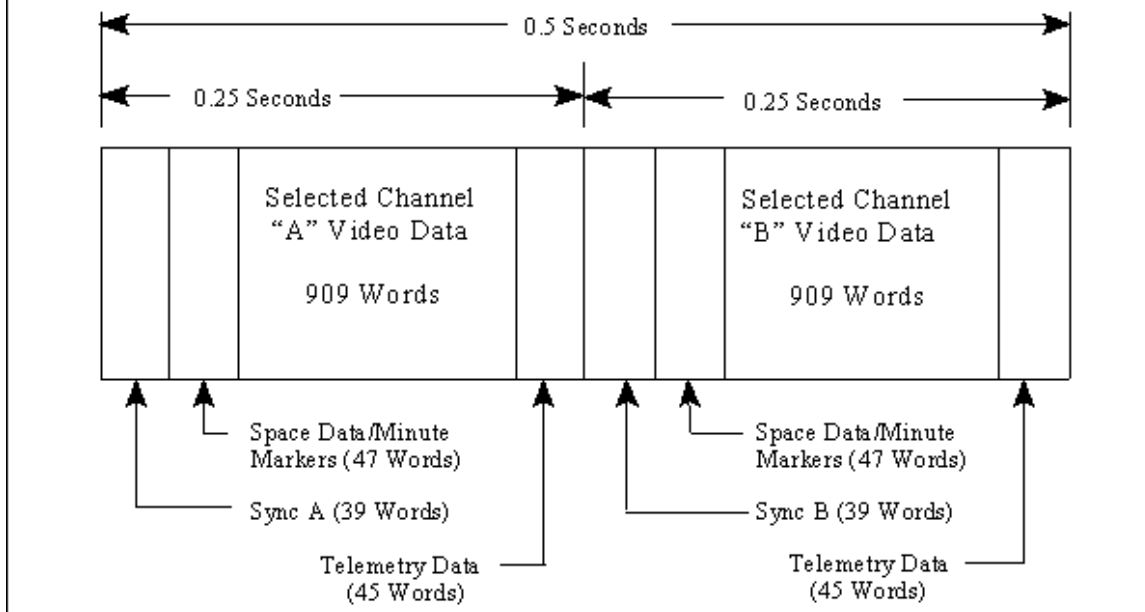 0.5 Seconds
0.25 Seconds
0.25 Seconds
Selected Channel
“A” Video Data
909 Words
Selected Channel
“B” Video Data
909 Words
Space Data/Minute
Markers (47 Words)
Sync A (39 Words)
Telemetry Data
(45 Words)
Space Data/Minute
Markers (47 Words)
Sync B (39 Words)
Telemetry Data
(45 Words)